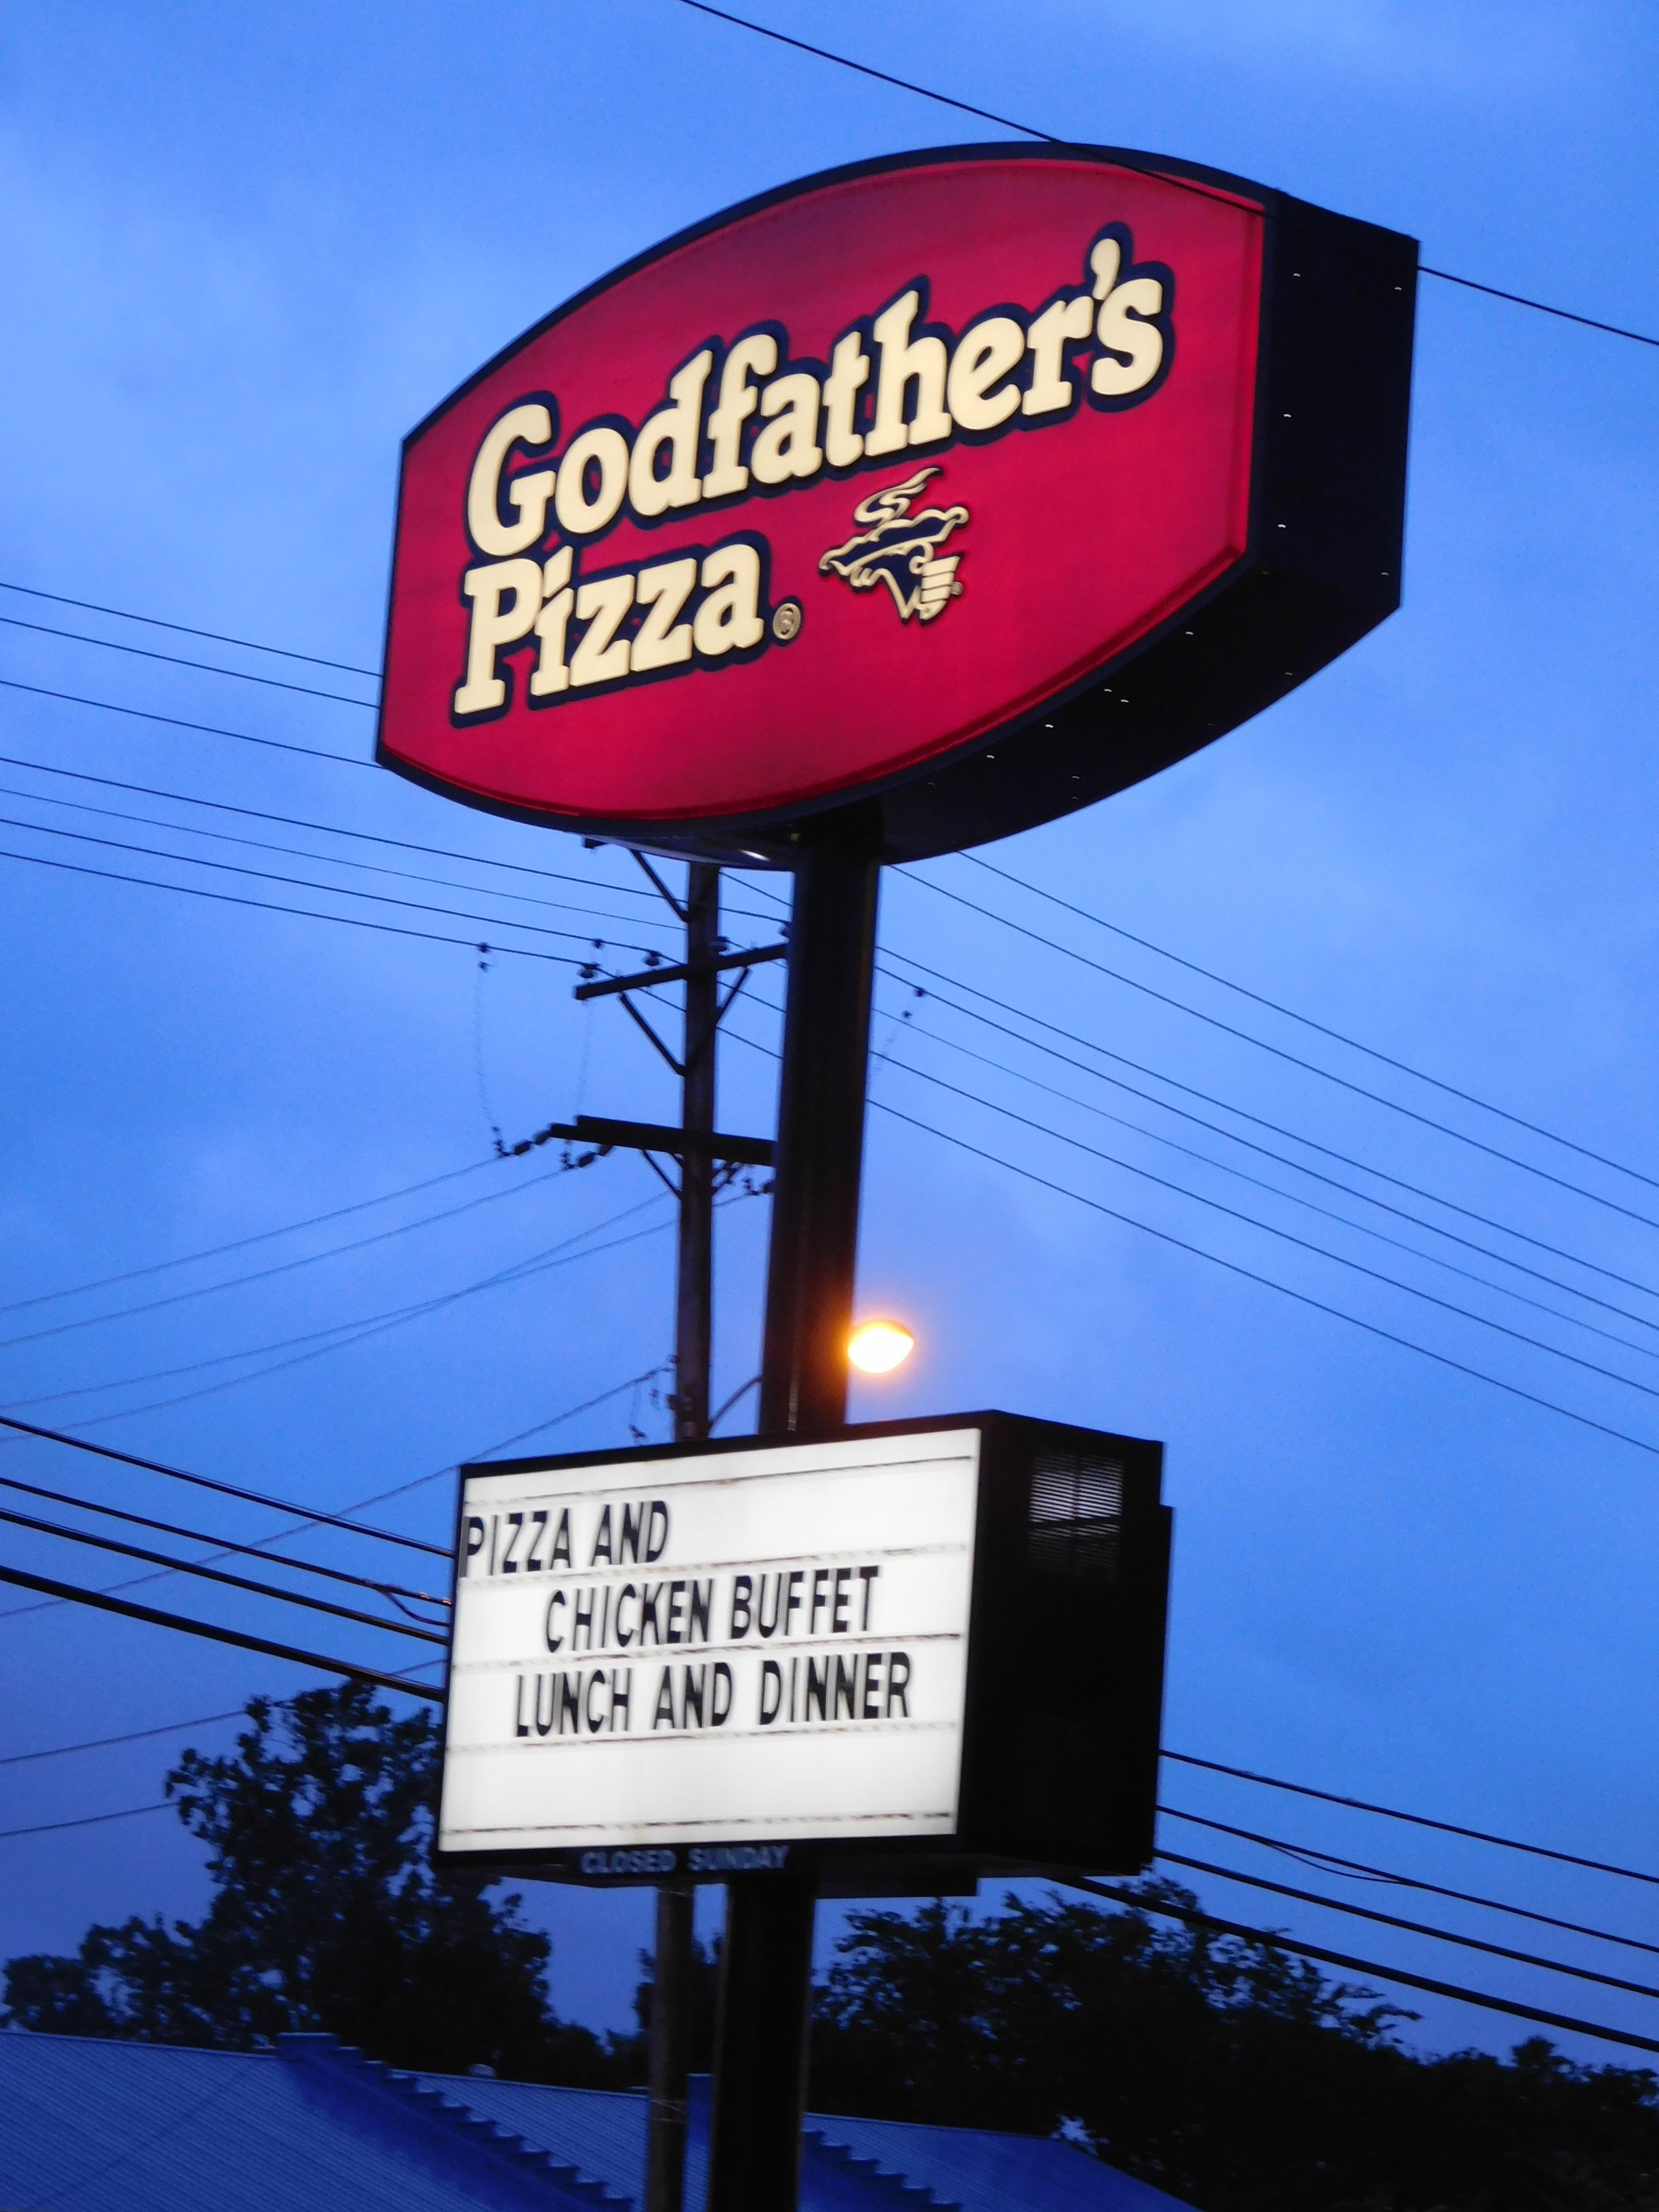 Godfather's
Pizza®
PIZZA AND
CHICKEN BUFFET
LUNCH AND DINNER
CLOSED SUNDAY